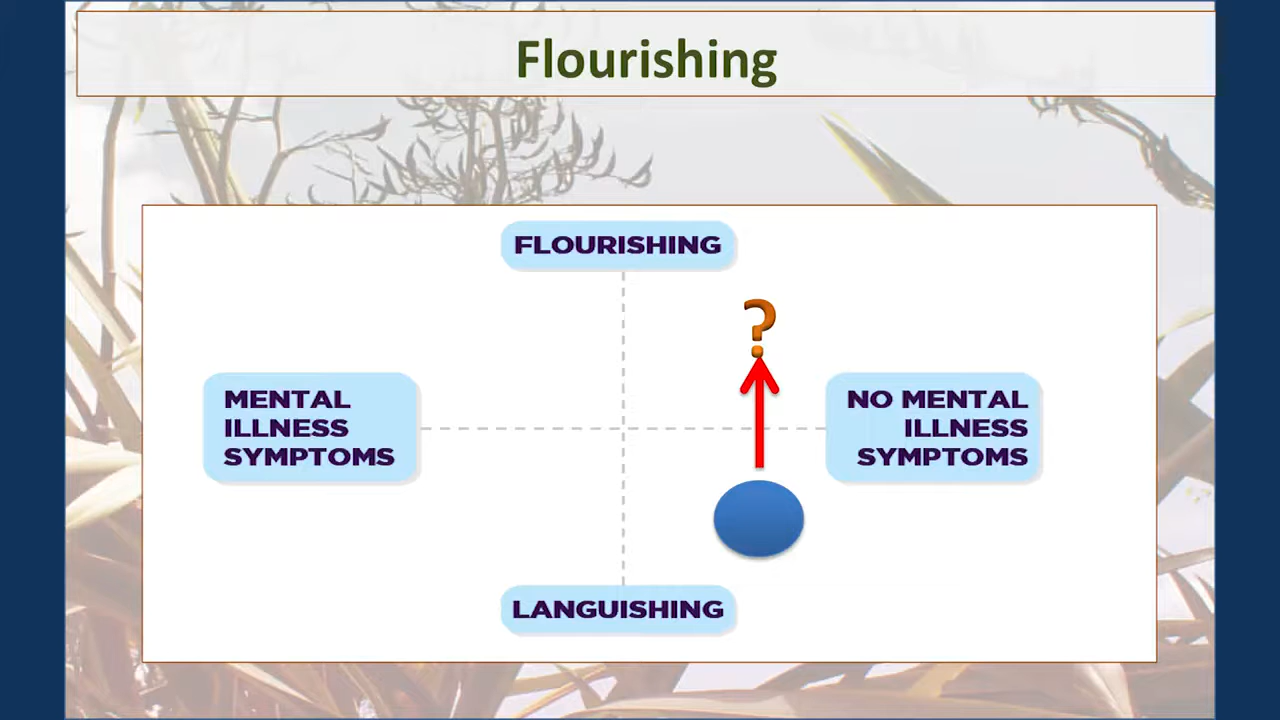 Flourishing
FLOURISHING
?
MENTAL
ILLNESS
SYMPTOMS
NO MENTAL
ILLNESS
SYMPTOMS
LANGUISHING